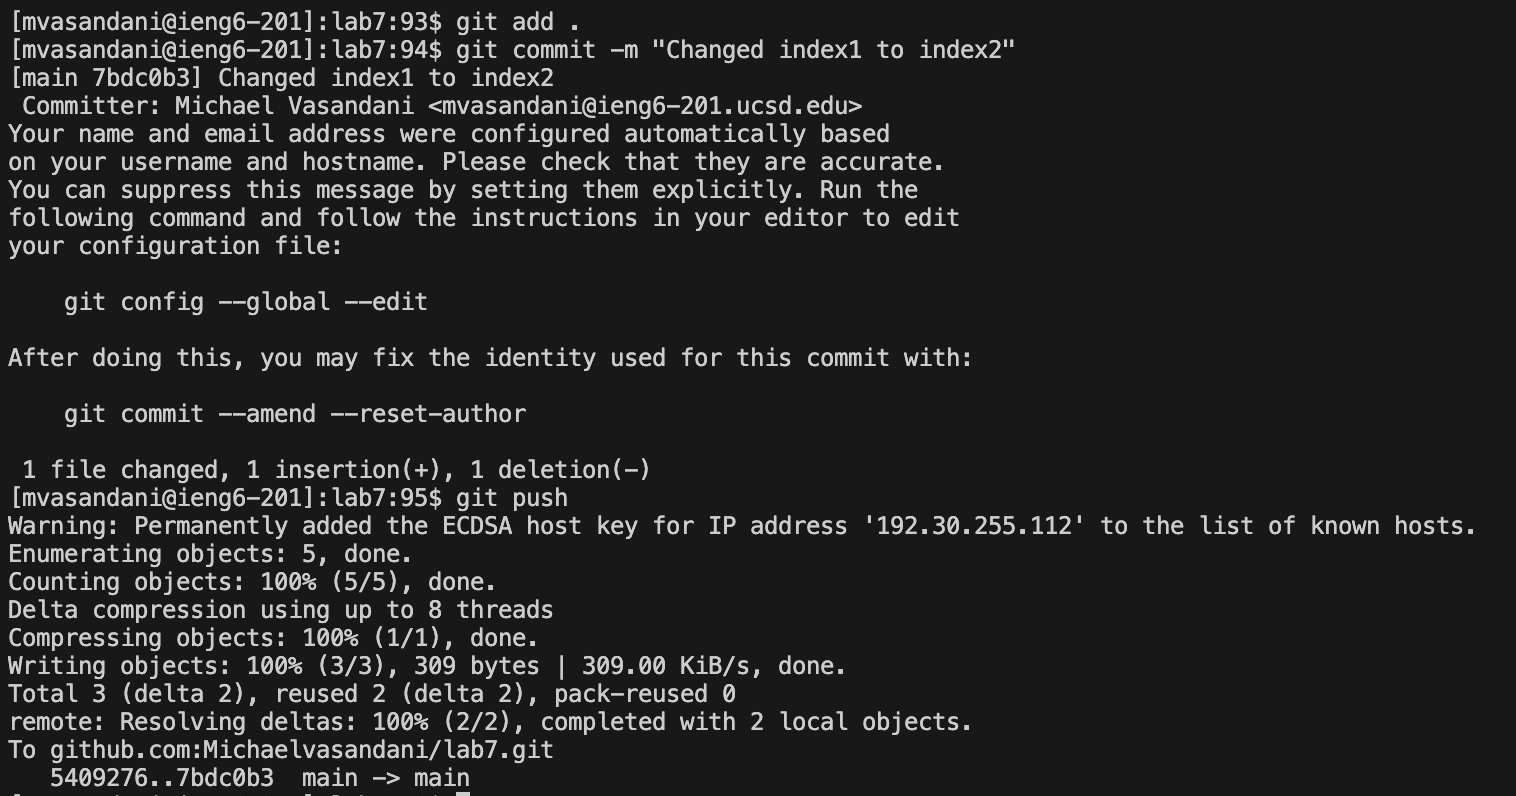 [mvasandani@ieng6-201]:lab7:93$ git add .
[mvasandani@ieng6-201]:lab7:94$ git commit -m "Changed index1 to index2"
[main 7bdc0b3] Changed index1 to index2
 Committer: Michael Vasandani <mvasandani@ieng6-201.ucsd.edu>
Your name and email address were configured automatically based
on your username and hostname. Please check that they are accurate.
You can suppress this message by setting them explicitly. Run the
following command and follow the instructions in your editor to edit
your configuration file:

    git config --global --edit

After doing this, you may fix the identity used for this commit with:

    git commit --amend --reset-author

 1 file changed, 1 insertion(+), 1 deletion(-)
[mvasandani@ieng6-201]:lab7:95$ git push
Warning: Permanently added the ECDSA host key for IP address '192.30.255.112' to the list of known hosts.
Enumerating objects: 5, done.
Counting objects: 100% (5/5), done.
Delta compression using up to 8 threads
Compressing objects: 100% (1/1), done.
Writing objects: 100% (3/3), 309 bytes | 309.00 KiB/s, done.
Total 3 (delta 2), reused 2 (delta 2), pack-reused 0
remote: Resolving deltas: 100% (2/2), completed with 2 local objects.
To github.com:Michaelvasandani/lab7.git
   5409276..7bdc0b3  main -> main